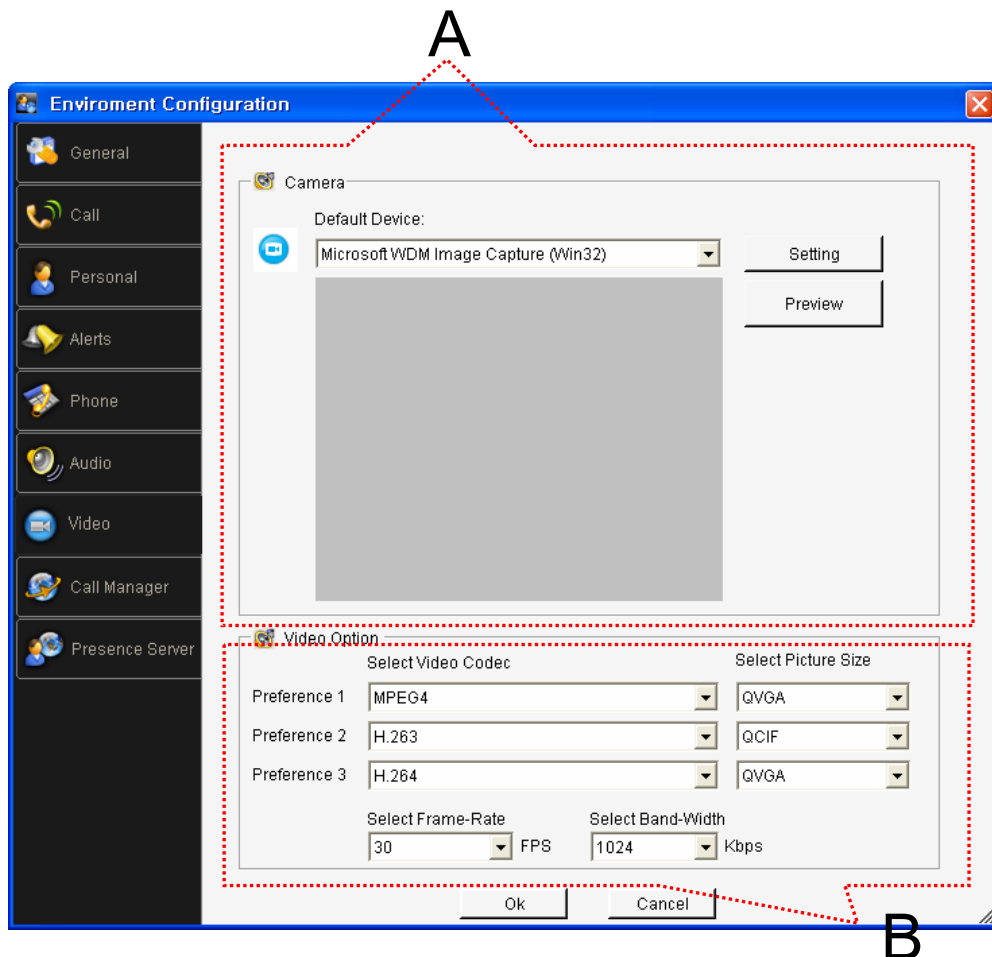 A
Enviroment Configuration
General
Call
Personal
Alerts
Phone
Audio
Video
Call Manager
Presence Server
Camera
Default Device:
Microsoft WDM Image Capture (Win32)
Setting
Preview
Video Option
Select Video Codec Select Picture Size
Preference 1 MPEG4 QVGA
Preference 2 H.263 QCIF
Preference 3 H.264 QVGA
Select Frame-Rate Select Band-Width
30 FPS 1024 Kbps
Ok Cancel
B